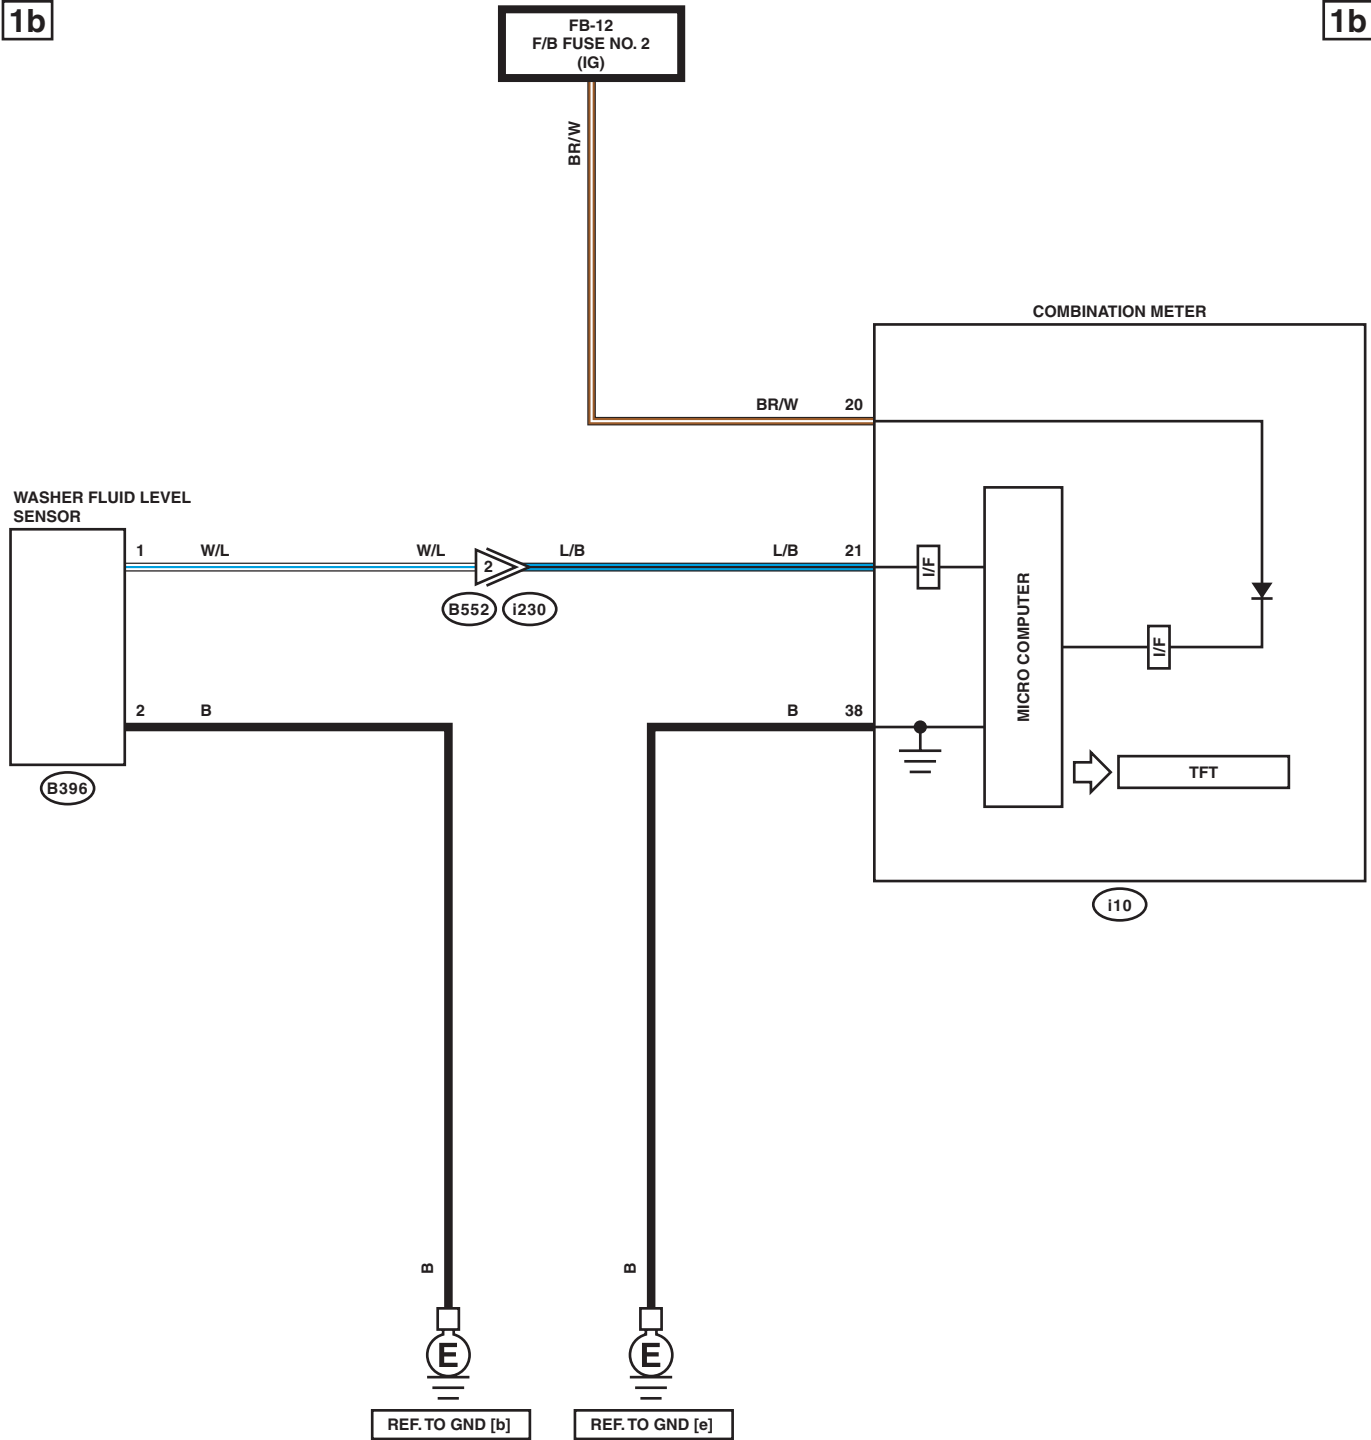 1b
1b
FB-12
F/B FUSE NO. 2
(IG)
BR/W
COMBINATION METER
BR/W 20
WASHER FLUID LEVEL
SENSOR
1 W/L W/L L/B L/B 21
2
I/F
B552 i230
MICRO COMPUTER
I/F
2 B B 38
TFT
B396
i10
B B
E E
REF. TO GND [b] REF. TO GND [e]